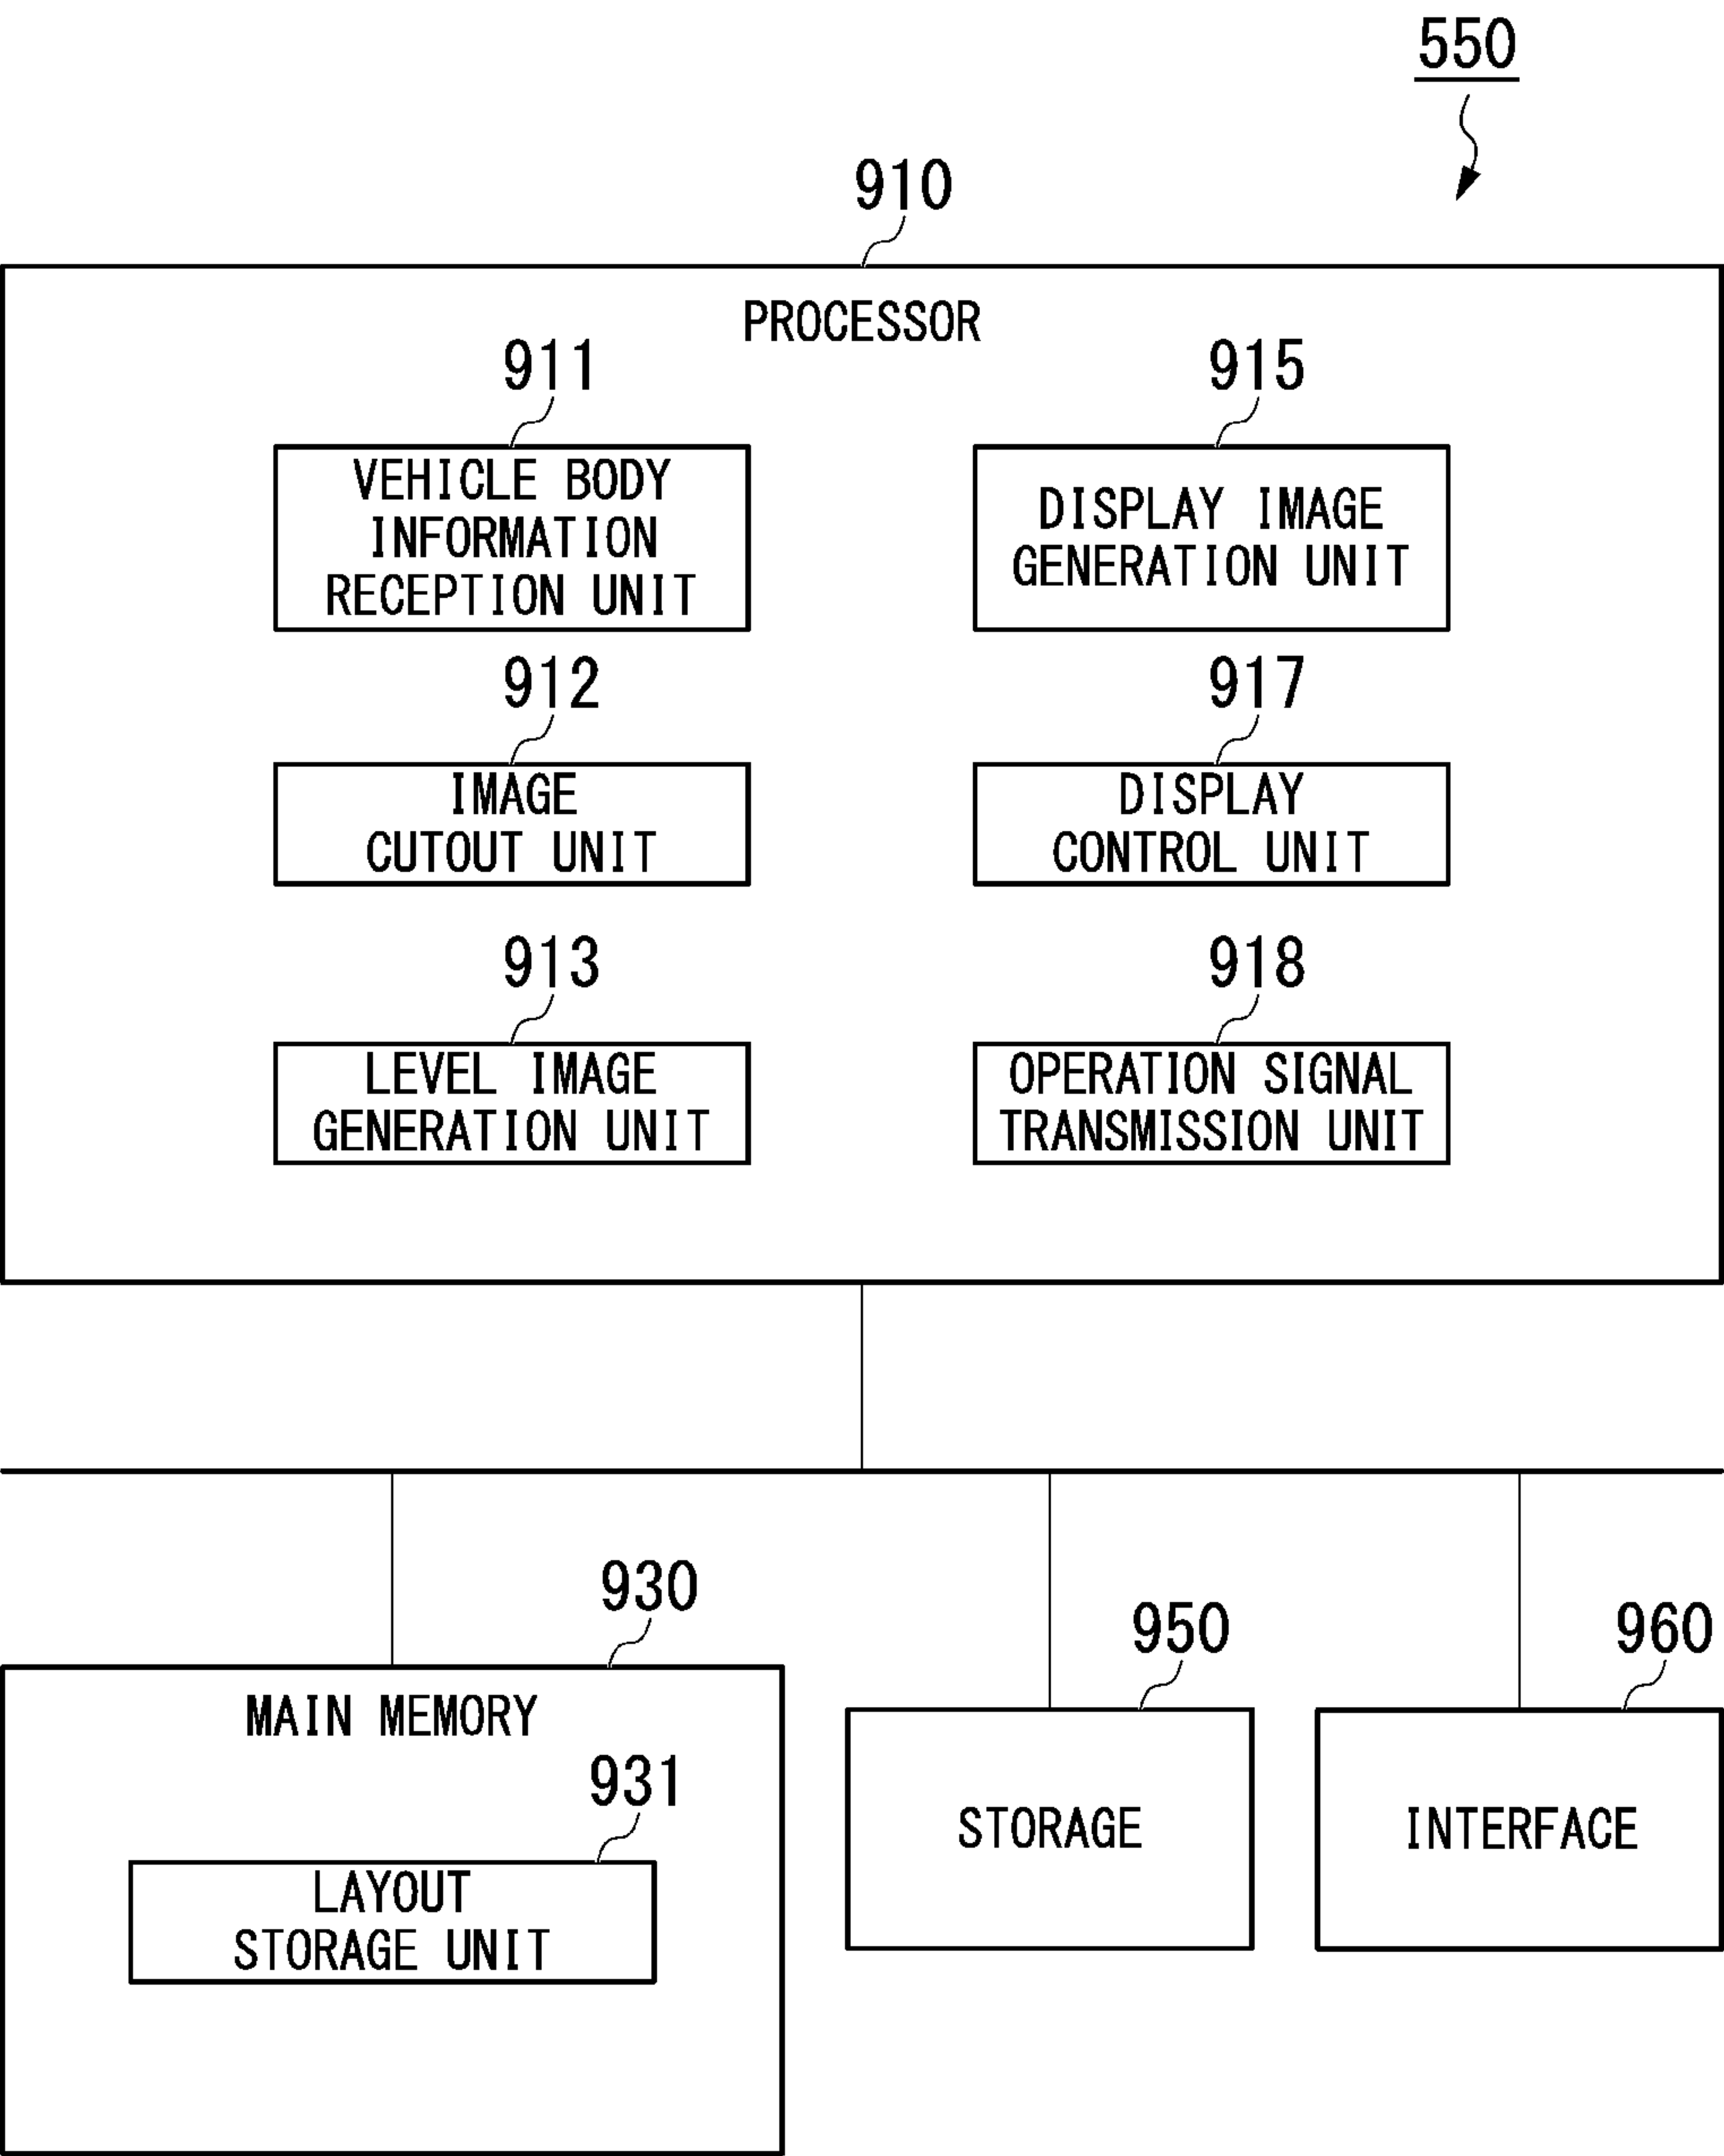 550
910
PROCESSOR
911
VEHICLE BODY
INFORMATION
RECEPTION UNIT
915
DISPLAY IMAGE
GENERATION UNIT
912
IMAGE
CUTOUT UNIT
917
DISPLAY
CONTROL UNIT
913
LEVEL IMAGE
GENERATION UNIT
918
OPERATION SIGNAL
TRANSMISSION UNIT
930
MAIN MEMORY
931
LAYOUT
STORAGE UNIT
950
STORAGE
960
INTERFACE